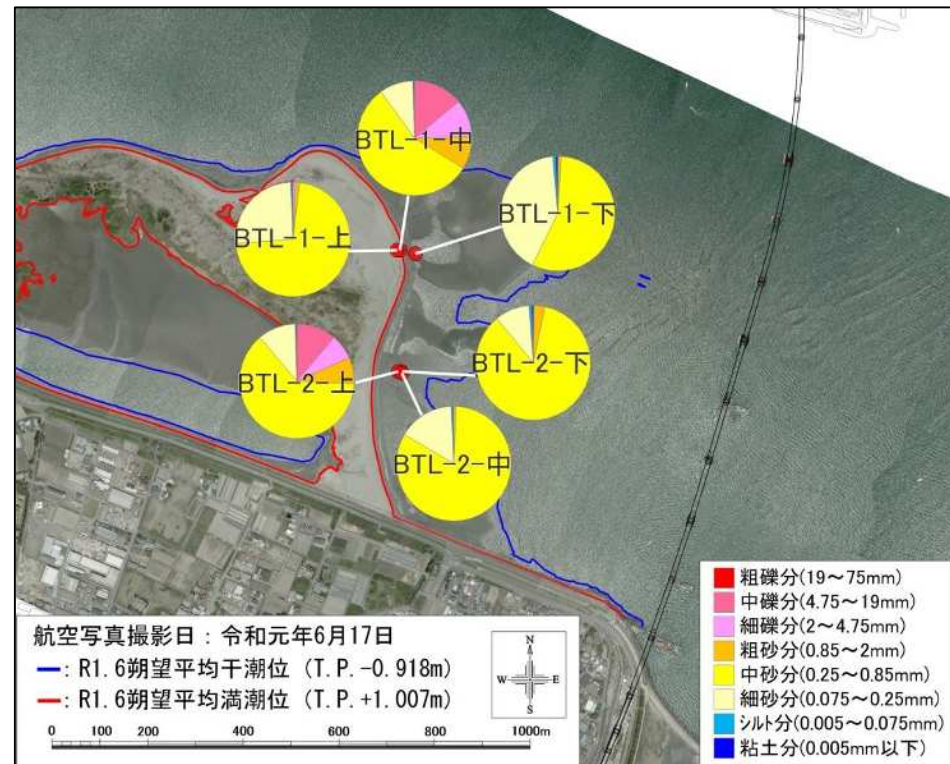 BTL-1-中
BTL-1-下
BTL-1-上
BTL-2-下
BTL-2-上
BTL-2-中
粗礫分(19～75mm)
中礫分(4.75～19mm)
細礫分(2～4.75mm)
粗砂分(0.85～2mm)
中砂分(0.25～0.85mm)
細砂分(0.075～0.25mm)
シルト分(0.005～0.075mm)
粘土分(0.005mm以下)
航空写真撮影日：令和元年6月17日
：R1.6朔望平均干潮位 (T.P.-0.918m)
：R1.6朔望平均満潮位 (T.P.+1.007m)
N
W E
S
0 200 400 600 800 1000m